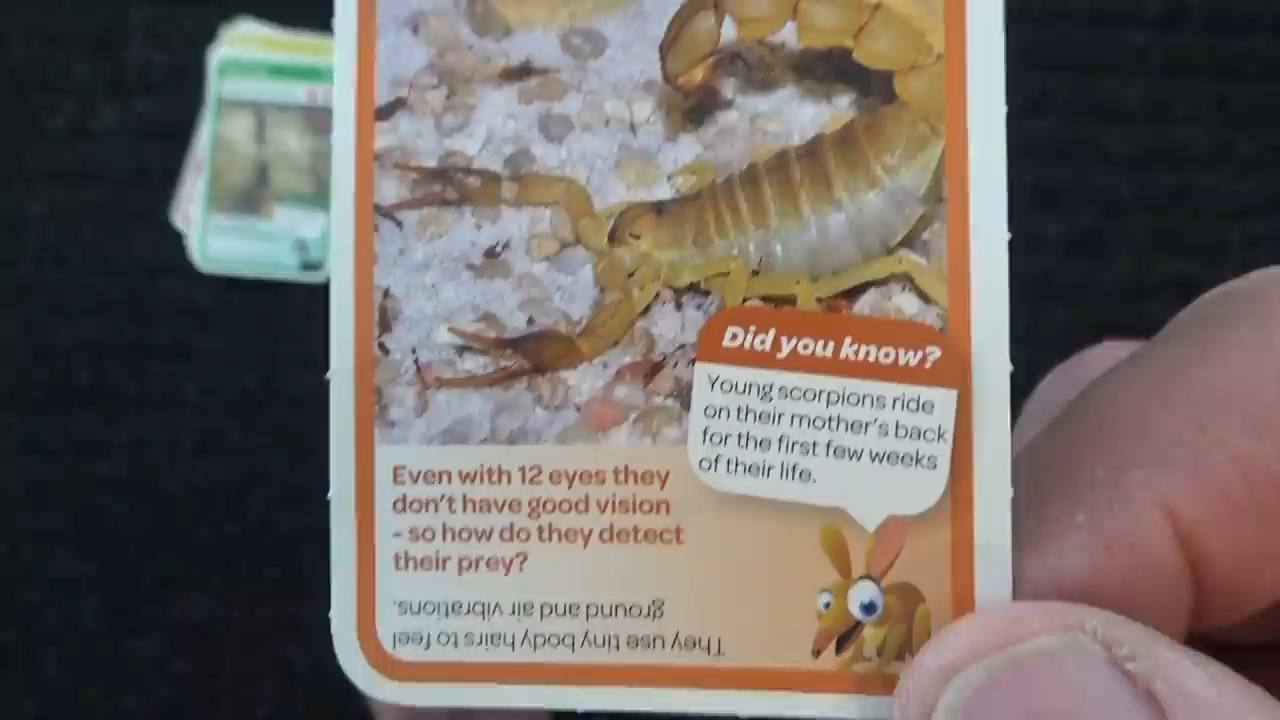 Did you know?
Young scorpions ride
on their mother's back
for the first few weeks
of their life.
Even with 12 eyes they
don't have good vision
- so how do they detect
their prey?
They use tiny body hairs to feel
ground and air vibrations.